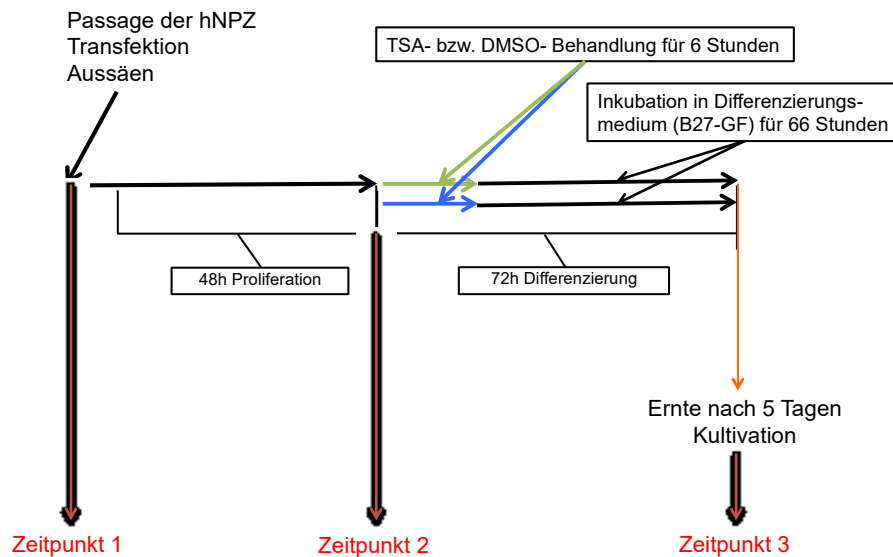 Passage der hNPZ
Transfektion
Aussäen
TSA- bzw. DMSO- Behandlung für 6 Stunden
Inkubation in Differenzierungs-
medium (B27-GF) für 66 Stunden
48h Proliferation
72h Differenzierung
Ernte nach 5 Tagen
Kultivation
Zeitpunkt 1
Zeitpunkt 2
Zeitpunkt 3